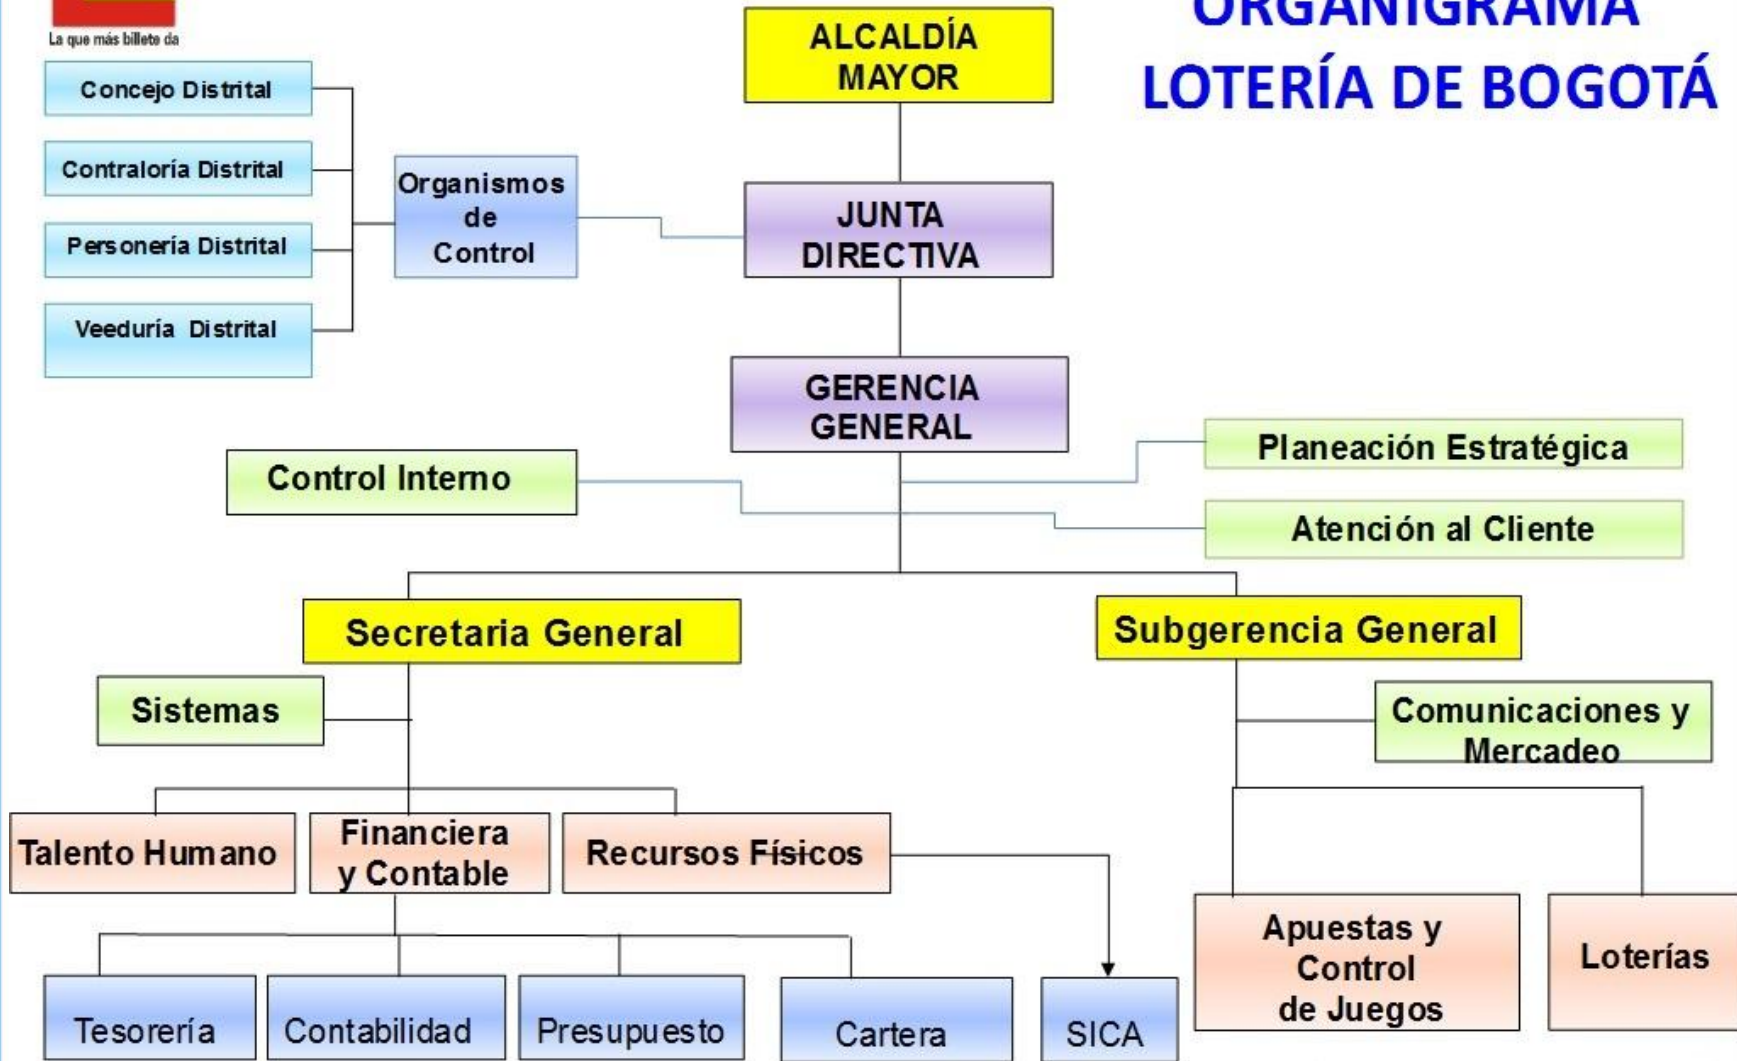 La que más billete da
ORGANIGRAMA
LOTERÍA DE BOGOTÁ
ALCALDÍA
MAYOR
Concejo Distrital
Contraloría Distrital
Personería Distrital
Veeduría Distrital
Organismos
de
Control
JUNTA
DIRECTIVA
GERENCIA
GENERAL
Control Interno
Planeación Estratégica
Atención al Cliente
Secretaria General
Subgerencia General
Sistemas
Comunicaciones y
Mercadeo
Talento Humano
Financiera
y Contable
Recursos Físicos
Apuestas y
Control
de Juegos
Loterías
Tesorería
Contabilidad
Presupuesto
Cartera
SICA